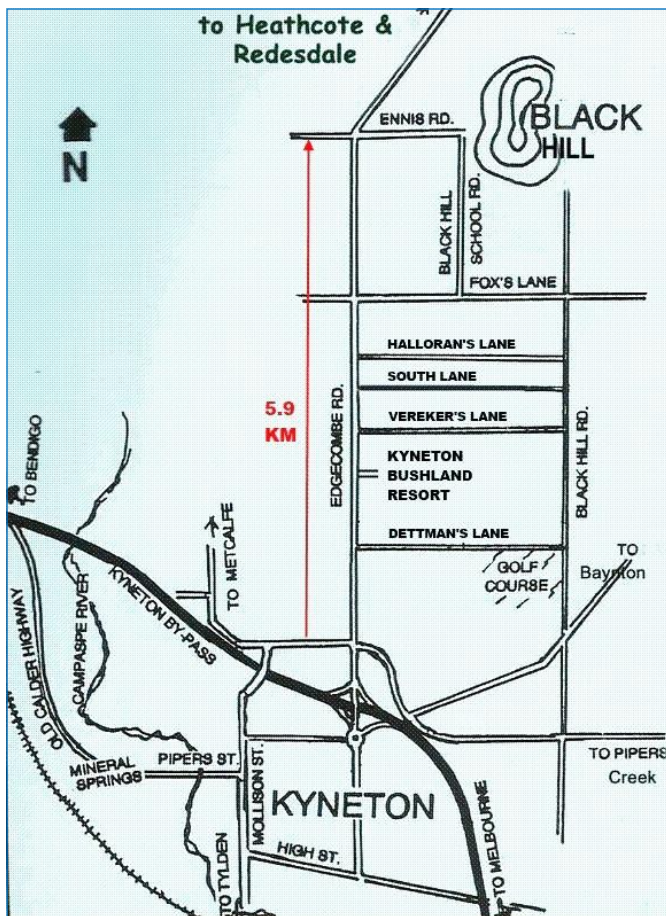 to Heathcote &
Redesdale
N
ENNIS RD.
BLACK
HILL
BLACK HILL
SCHOOL RD.
FOX'S LANE
HALLORAN'S LANE
SOUTH LANE
5.9
KM
EDGECOMBE RD.
VEREKER'S LANE
BLACK HILL RD.
KYNETON
BUSHLAND
RESORT
TO BENDIGO
DETTMAN'S LANE
TO METCALFE
GOLF
COURSE
TO
Baynton
KYNETON BY-PASS
CAMPASPE RIVER
OLD CALDER HIGHWAY
MINERAL
SPRINGS
PIPERS ST.
MOLLISON ST.
TO PIPERS
Creek
KYNETON
HIGH ST.
TO MELBOURNE
TO TYLDEN